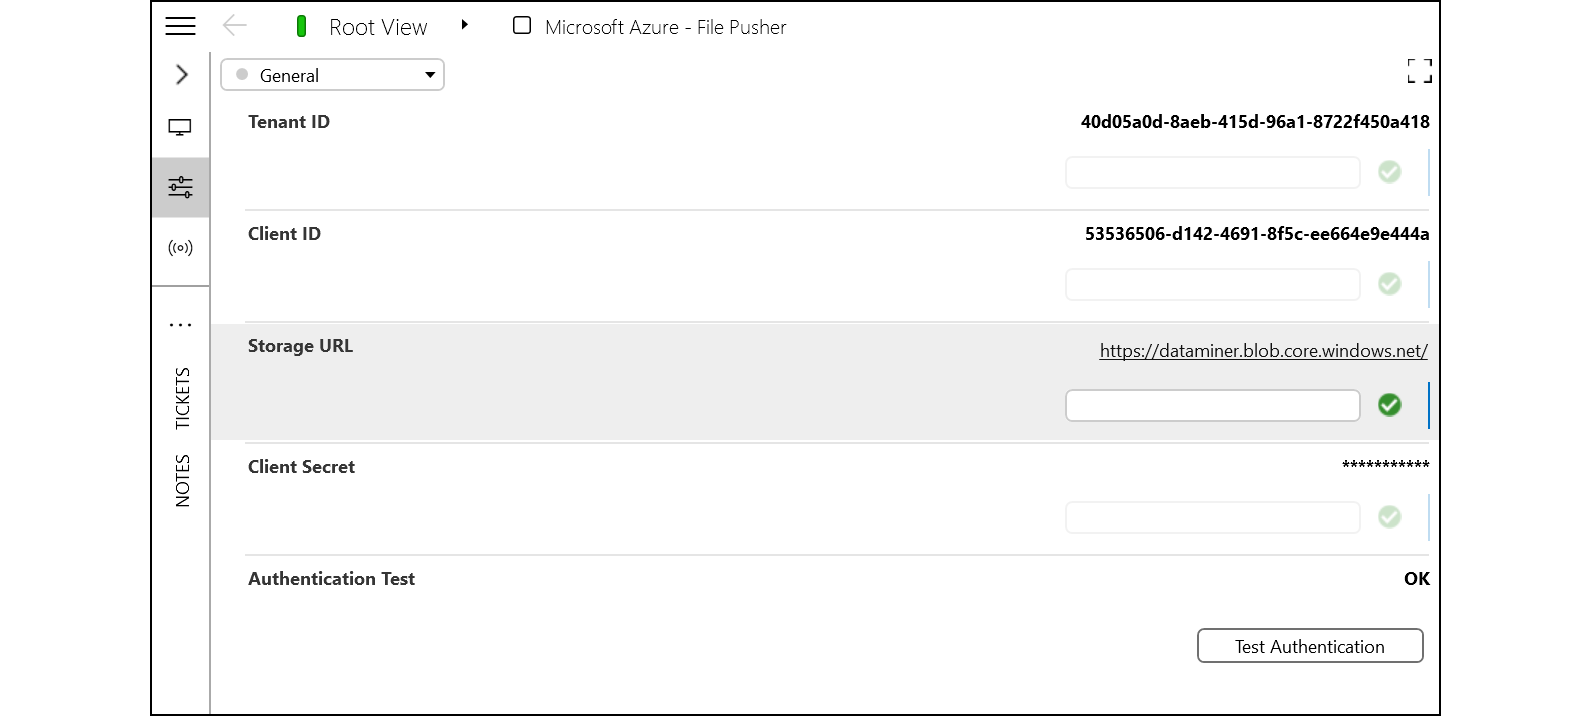 Root View
Microsoft Azure - File Pusher
General
Tenant ID
40d05a0d-8aeb-415d-96a1-8722f450a418
Client ID
53536506-d142-4691-8f5c-ee664e9e444a
Storage URL
https://dataminer.blob.core.windows.net/
Client Secret
***********
Authentication Test
OK
Test Authentication
...
TICKETS
NOTES